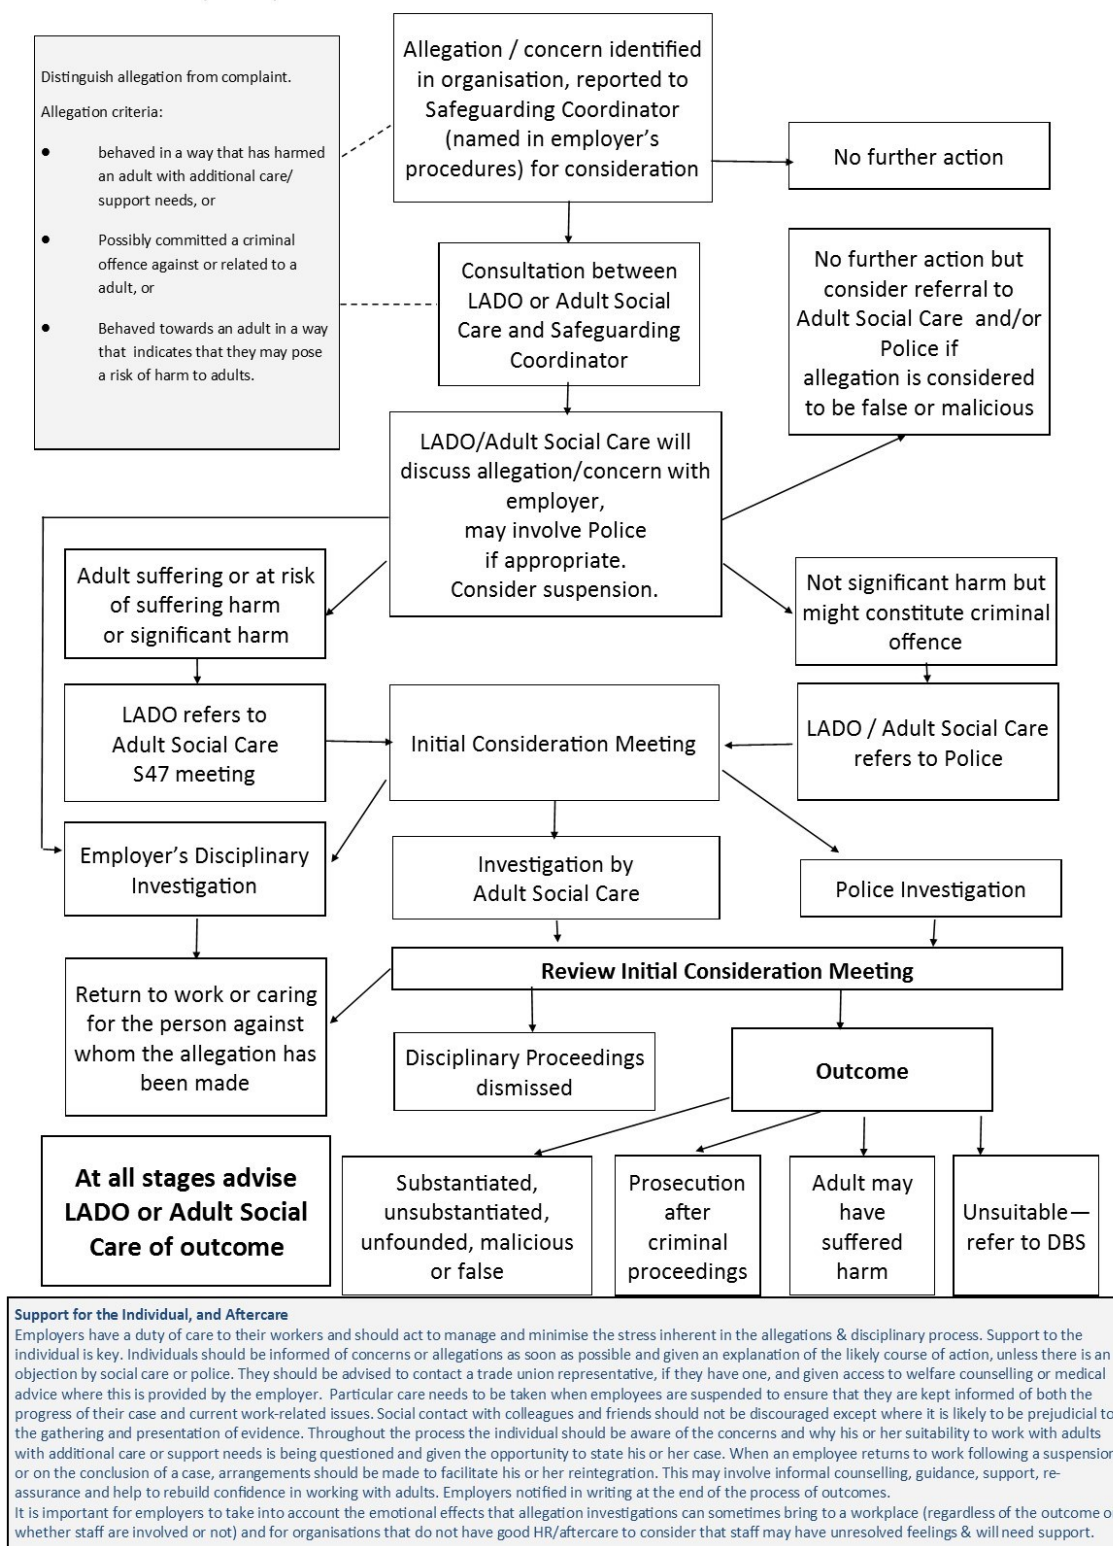 Distinguish allegation from complaint.
Allegation criteria:
● behaved in a way that has harmed
an adult with additional care/
support needs, or
● Possibly committed a criminal
offence against or related to a
adult, or
● Behaved towards an adult in a way
that indicates that they may pose
a risk of harm to adults.
Allegation / concern identified
in organisation, reported to
Safeguarding Coordinator
(named in employer's
procedures) for consideration
No further action
Consultation between
LADO or Adult Social
Care and Safeguarding
Coordinator
No further action but
consider referral to
Adult Social Care and/or
Police if
allegation is considered
to be false or malicious
LADO/Adult Social Care will
discuss allegation/concern with
employer,
may involve Police
if appropriate.
Consider suspension.
Adult suffering or at risk
of suffering harm
or significant harm
Not significant harm but
might constitute criminal
offence
LADO refers to
Adult Social Care
S47 meeting
Initial Consideration Meeting
LADO / Adult Social Care
refers to Police
Employer's Disciplinary
Investigation
Investigation by
Adult Social Care
Police Investigation
Review Initial Consideration Meeting
Return to work or caring
for the person against
whom the allegation has
been made
Disciplinary Proceedings
dismissed
Outcome
At all stages advise
LADO or Adult Social
Care of outcome
Substantiated,
unsubstantiated,
unfounded, malicious
or false
Prosecution
after
criminal
proceedings
Adult may
have
suffered
harm
Unsuitable—
refer to DBS
Support for the Individual, and Aftercare
Employers have a duty of care to their workers and should act to manage and minimise the stress inherent in the allegations & disciplinary process. Support to the
individual is key. Individuals should be informed of concerns or allegations as soon as possible and given an explanation of the likely course of action, unless there is an
objection by social care or police. They should be advised to contact a trade union representative, if they have one, and given access to welfare counselling or medical
advice where this is provided by the employer. Particular care needs to be taken when employees are suspended to ensure that they are kept informed of both the
progress of their case and current work-related issues. Social contact with colleagues and friends should not be discouraged except where it is likely to be prejudicial to
the gathering and presentation of evidence. Throughout the process the individual should be aware of the concerns and why his or her suitability to work with adults
with additional care or support needs is being questioned and given the opportunity to state his or her case. When an employee returns to work following a suspension
or on the conclusion of a case, arrangements should be made to facilitate his or her reintegration. This may involve informal counselling, guidance, support, re-
assurance and help to rebuild confidence in working with adults. Employers notified in writing at the end of the process of outcomes.
It is important for employers to take into account the emotional effects that allegation investigations can sometimes bring to a workplace (regardless of the outcome or
whether staff are involved or not) and for organisations that do not have good HR/aftercare to consider that staff may have unresolved feelings & will need support.